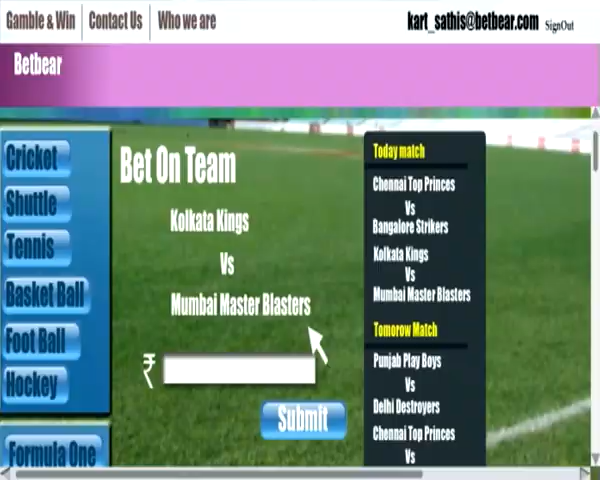 Gamble & Win
Contact Us
Who we are
kart_sathis@betbear.com
SignOut
Betbear
Cricket
Shuttle
Tennis
Basket Ball
Foot Ball
Hockey
Formula One
Bet On Team
Kolkata Kings
Vs
Mumbai Master Blasters
₹
Submit
Today match
Chennai Top Princes
Vs
Bangalore Strikers
Kolkata Kings
Vs
Mumbai Master Blasters
Tomorow Match
Punjab Play Boys
Vs
Delhi Destroyers
Chennai Top Princes
Vs